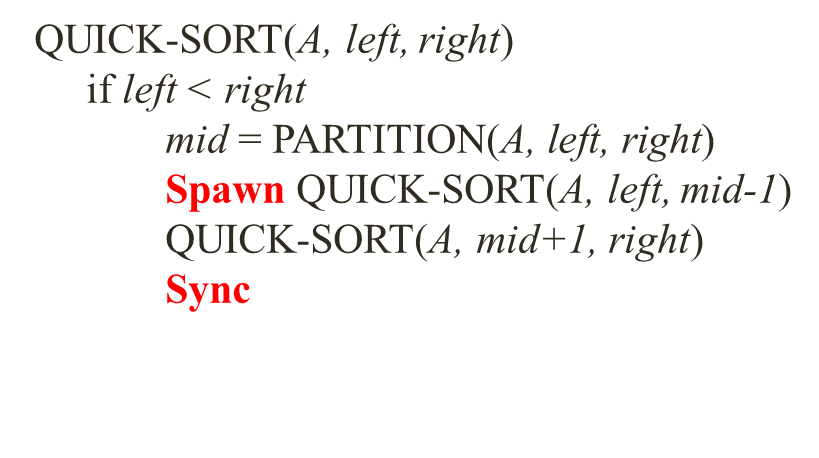 QUICK-SORT(A, left, right)
if left < right
mid = PARTITION(A, left, right)
Spawn QUICK-SORT(A, left, mid-1)
QUICK-SORT(A, mid+1, right)
Sync